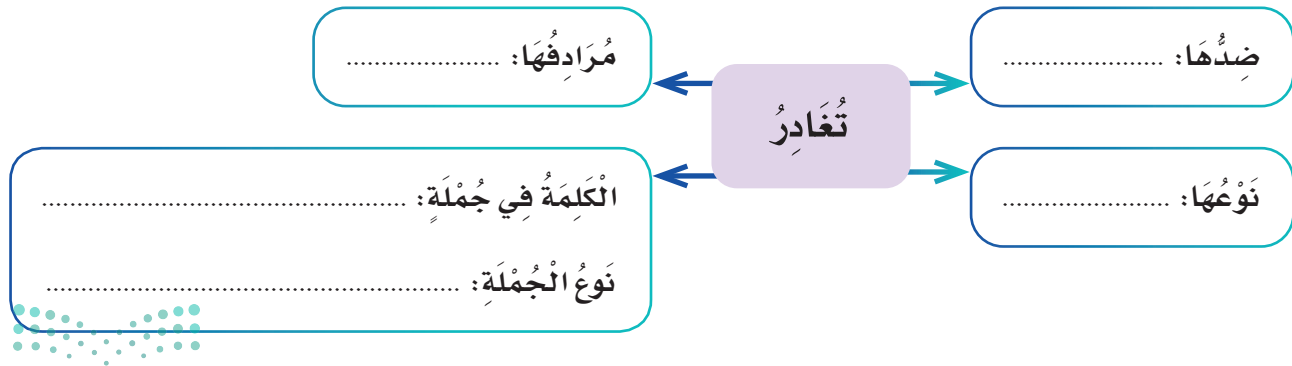 ضِدُّهَا: .......................
مُرَادِفُهَا: ......................
تُغَادِرُ
نَوْعُهَا: ........................
الْكَلِمَةُ فِي جُمْلَةٍ: ....................................................
نَوعُ الْجُمْلَةِ: ...........................................................